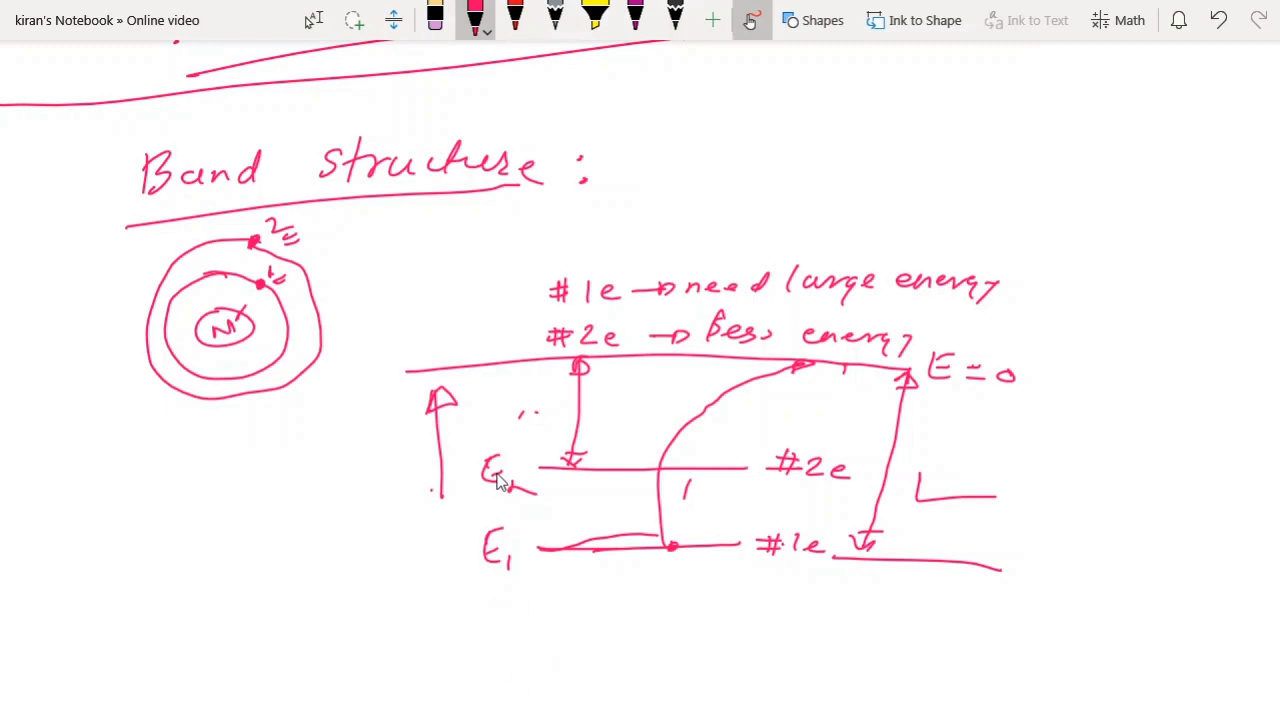 kiran's Notebook » Online video
Shapes
Ink to Shape
Ink to Text
Math
Band structure :
2e
1e
N
#1e → need large energy
#2e → less energy
E = 0
E2
#2e
E1
#1e